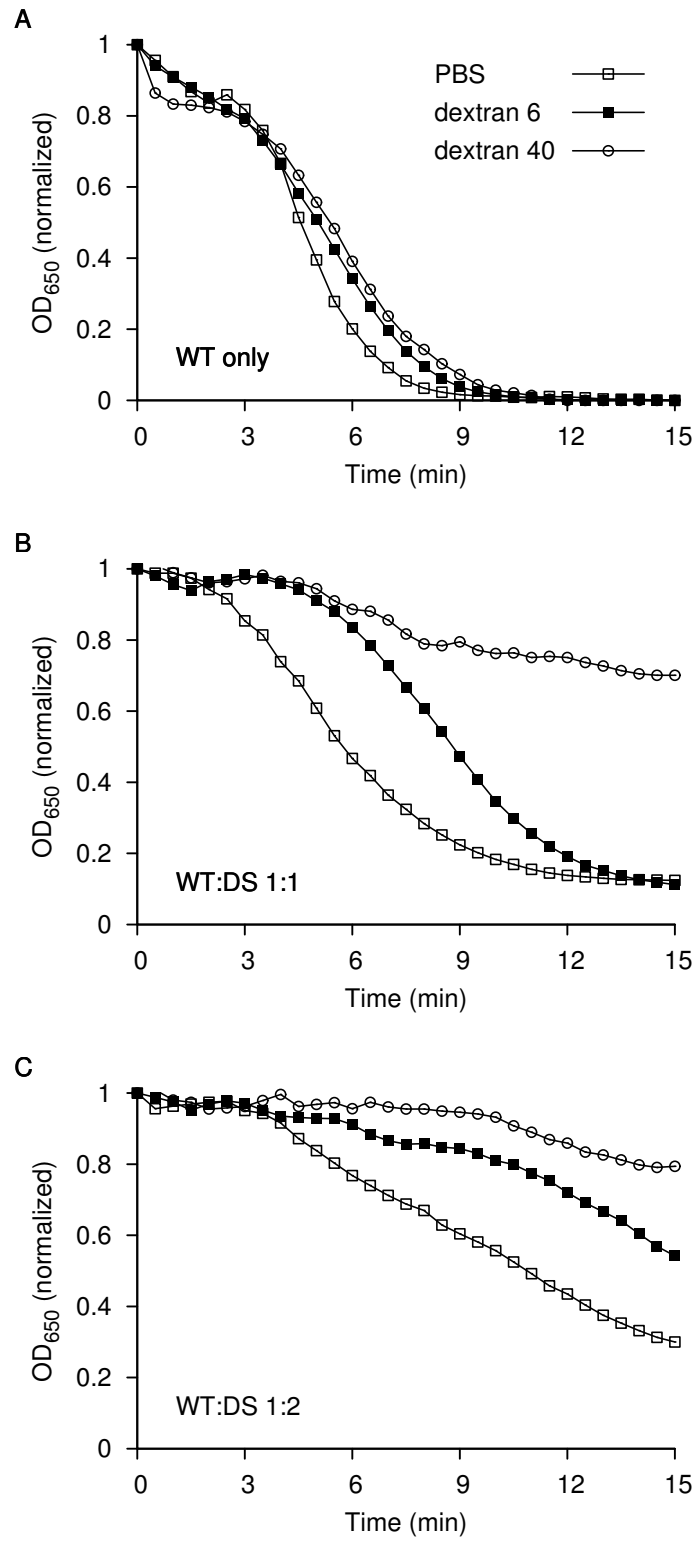 A
1
0.8
0.6
0.4
0.2
0
OD650 (normalized)
PBS
dextran 6
dextran 40
WT only
0 3 6 9 12 15
Time (min)
B
1
0.8
0.6
0.4
0.2
0
OD650 (normalized)
WT:DS 1:1
0 3 6 9 12 15
Time (min)
C
1
0.8
0.6
0.4
0.2
0
OD650 (normalized)
WT:DS 1:2
0 3 6 9 12 15
Time (min)